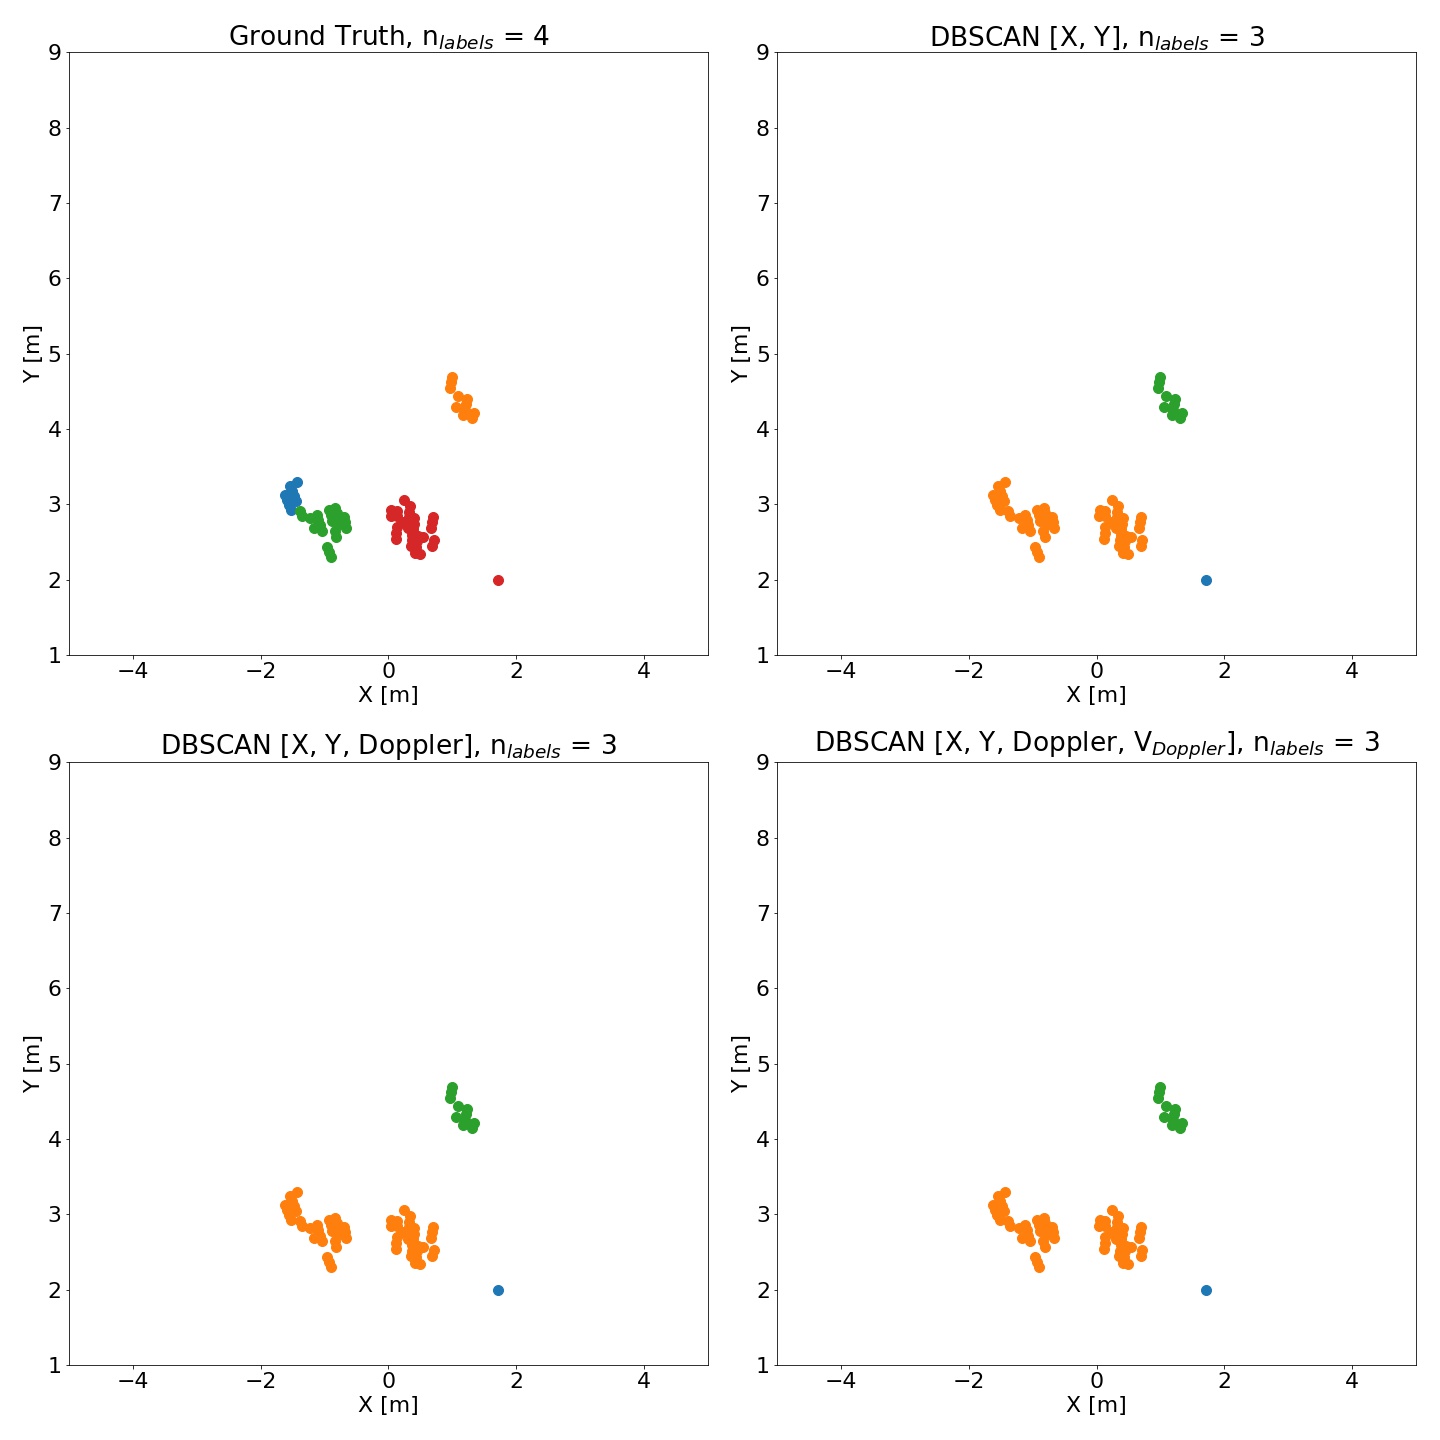 Ground Truth, n_labels = 4
9
8
7
6
5
4
3
2
1
Y [m]
−4 −2 0 2 4
X [m]
DBSCAN [X, Y], n_labels = 3
9
8
7
6
5
4
3
2
1
Y [m]
−4 −2 0 2 4
X [m]
DBSCAN [X, Y, Doppler], n_labels = 3
9
8
7
6
5
4
3
2
1
Y [m]
−4 −2 0 2 4
X [m]
DBSCAN [X, Y, Doppler, V_Doppler], n_labels = 3
9
8
7
6
5
4
3
2
1
Y [m]
−4 −2 0 2 4
X [m]